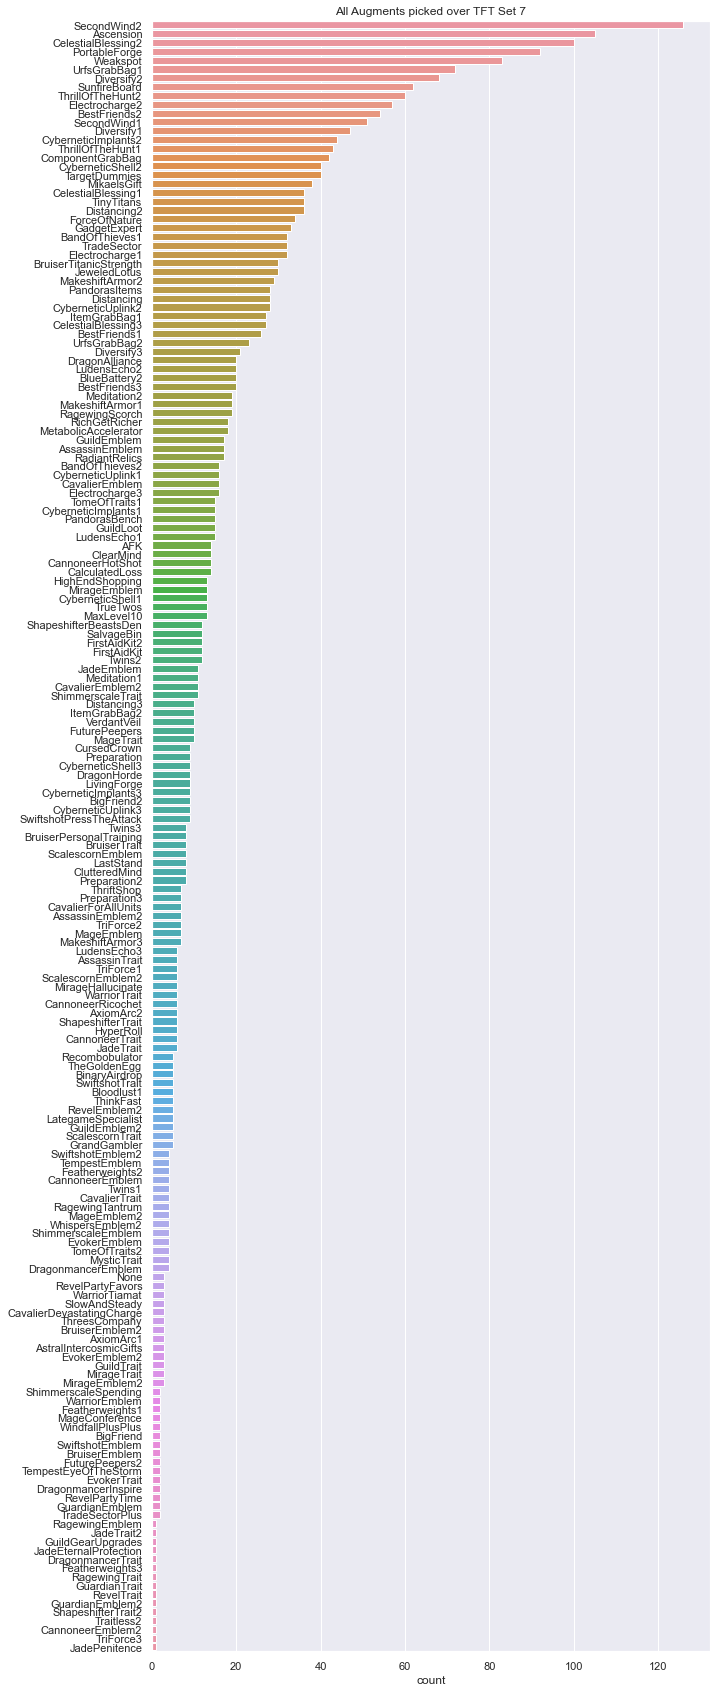 All Augments picked over TFT Set 7
SecondWind2
Ascension
CelestialBlessing2
PortableForge
Weakspot
UrfsGrabBag1
Diversify2
SunfireBoard
ThrillOfTheHunt2
Electrocharge2
BestFriends2
SecondWind1
Diversify1
CyberneticImplants2
ThrillOfTheHunt1
ComponentGrabBag
CyberneticShell2
TargetDummies
MikaelsGift
CelestialBlessing1
TinyTitans
Distancing2
ForceOfNature
GadgetExpert
BandOfThieves1
TradeSector
Electrocharge1
BruiserTitanicStrength
JeweledLotus
MakeshiftArmor2
PandorasItems
Distancing
CyberneticUplink2
ItemGrabBag1
CelestialBlessing3
BestFriends1
UrfsGrabBag2
Diversify3
DragonAlliance
LudensEcho2
BlueBattery2
BestFriends3
Meditation2
MakeshiftArmor1
RagewingScorch
RichGetRicher
MetabolicAccelerator
GuildEmblem
AssassinEmblem
RadiantRelics
BandOfThieves2
CyberneticUplink1
CavalierEmblem
Electrocharge3
TomeOfTraits1
CyberneticImplants1
PandorasBench
GuildLoot
LudensEcho1
AFK
ClearMind
CannoneerHotShot
CalculatedLoss
HighEndShopping
MirageEmblem
CyberneticShell1
TrueTwos
MaxLevel10
ShapeshifterBeastsDen
SalvageBin
FirstAidKit2
FirstAidKit
Twins2
JadeEmblem
Meditation1
CavalierEmblem2
ShimmerscaleTrait
Distancing3
ItemGrabBag2
VerdantVeil
FuturePeepers
MageTrait
CursedCrown
Preparation
CyberneticShell3
DragonHorde
LivingForge
CyberneticImplants3
BigFriend2
CyberneticUplink3
SwiftshotPressTheAttack
Twins3
BruiserPersonalTraining
BruiserTrait
ScalescornEmblem
LastStand
ClutteredMind
Preparation2
ThriftShop
Preparation3
CavalierForAllUnits
AssassinEmblem2
TriForce2
MageEmblem
MakeshiftArmor3
LudensEcho3
AssassinTrait
TriForce1
ScalescornEmblem2
MirageHallucinate
WarriorTrait
CannoneerRicochet
AxiomArc2
ShapeshifterTrait
HyperRoll
CannoneerTrait
JadeTrait
Recombobulator
TheGoldenEgg
BinaryAirdrop
SwiftshotTrait
Bloodlust1
ThinkFast
RevelEmblem2
LategameSpecialist
GuildEmblem2
ScalescornTrait
GrandGambler
SwiftshotEmblem2
TempestEmblem
Featherweights2
CannoneerEmblem
Twins1
CavalierTrait
RagewingTantrum
MageEmblem2
WhispersEmblem2
ShimmerscaleEmblem
EvokerEmblem
TomeOfTraits2
MysticTrait
DragonmancerEmblem
None
RevelPartyFavors
WarriorTiamat
SlowAndSteady
CavalierDevastatingCharge
ThreesCompany
BruiserEmblem2
AxiomArc1
AstralIntercosmicGifts
EvokerEmblem2
GuildTrait
MirageTrait
MirageEmblem2
ShimmerscaleSpending
WarriorEmblem
Featherweights1
MageConference
WindfallPlusPlus
BigFriend
SwiftshotEmblem
BruiserEmblem
FuturePeepers2
TempestEyeOfTheStorm
EvokerTrait
DragonmancerInspire
RevelPartyTime
GuardianEmblem
TradeSectorPlus
RagewingEmblem
JadeTrait2
GuildGearUpgrades
JadeEternalProtection
DragonmancerTrait
Featherweights3
RagewingTrait
GuardianTrait
RevelTrait
GuardianEmblem2
ShapeshifterTrait2
Traitless2
CannoneerEmblem2
TriForce3
JadePenitence
0 20 40 60 80 100 120
count